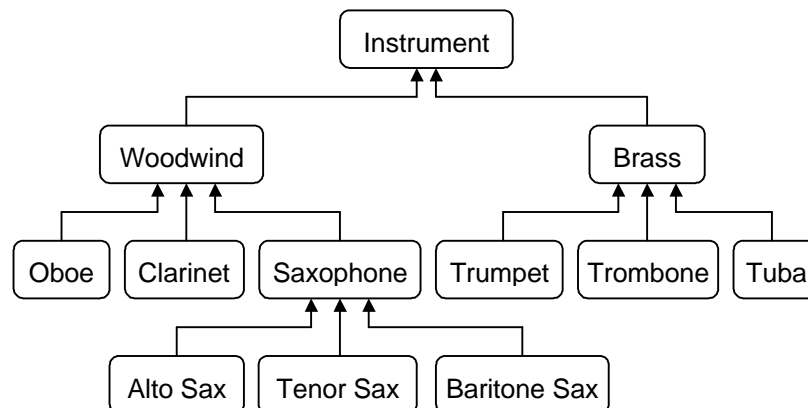 Instrument
Woodwind Brass
Oboe Clarinet Saxophone Trumpet Trombone Tuba
Alto Sax Tenor Sax Baritone Sax